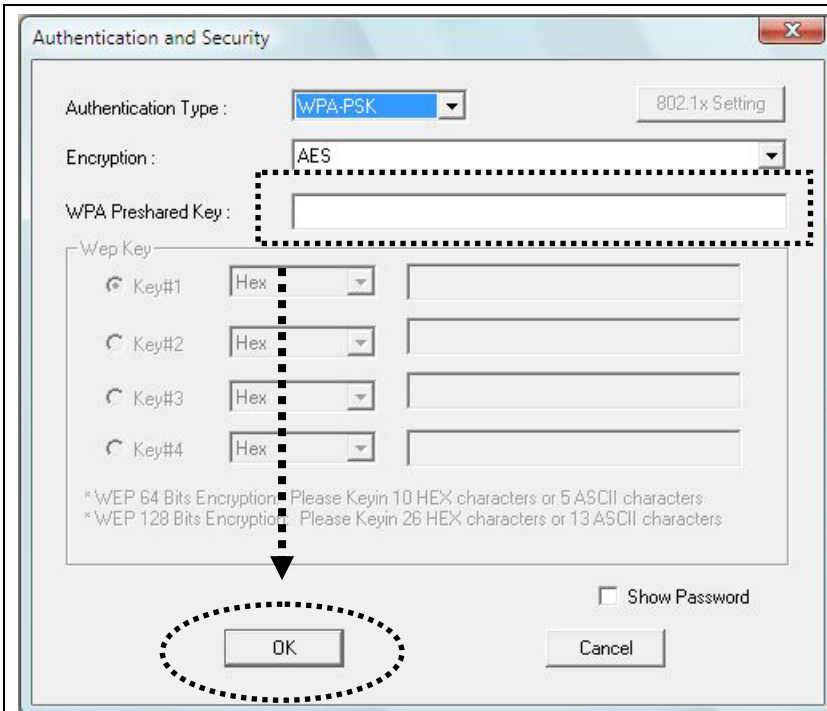 Authentication and Security
Authentication Type : WPA-PSK 802.1x Setting
Encryption : AES
WPA Preshared Key :
Wep Key
Key#1 Hex
Key#2 Hex
Key#3 Hex
Key#4 Hex
* WEP 64 Bits Encryption: Please Keyin 10 HEX characters or 5 ASCII characters
* WEP 128 Bits Encryption: Please Keyin 26 HEX characters or 13 ASCII characters
Show Password
OK Cancel